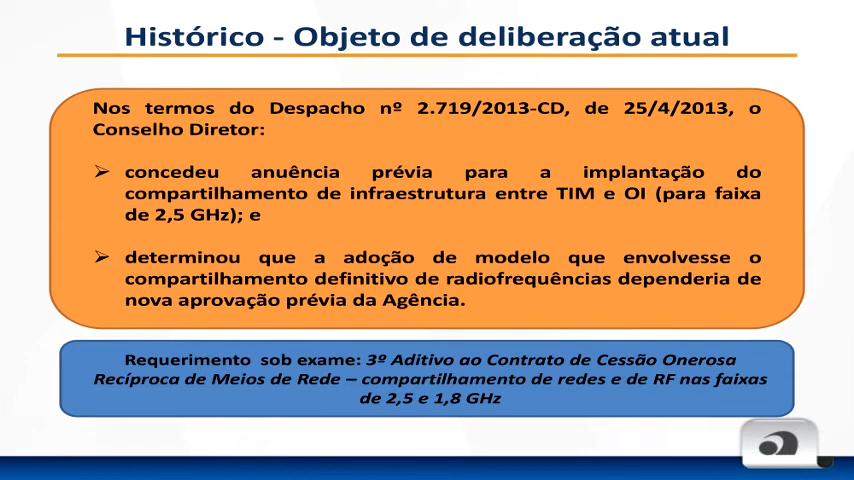 Histórico - Objeto de deliberação atual
Nos termos do Despacho nº 2.719/2013-CD, de 25/4/2013, o
Conselho Diretor:
➢ concedeu anuência prévia para a implantação do
compartilhamento de infraestrutura entre TIM e OI (para faixa
de 2,5 GHz); e
➢ determinou que a adoção de modelo que envolvesse o
compartilhamento definitivo de radiofrequências dependeria de
nova aprovação prévia da Agência.
Requerimento sob exame: 3º Aditivo ao Contrato de Cessão Onerosa
Recíproca de Meios de Rede – compartilhamento de redes e de RF nas faixas
de 2,5 e 1,8 GHz